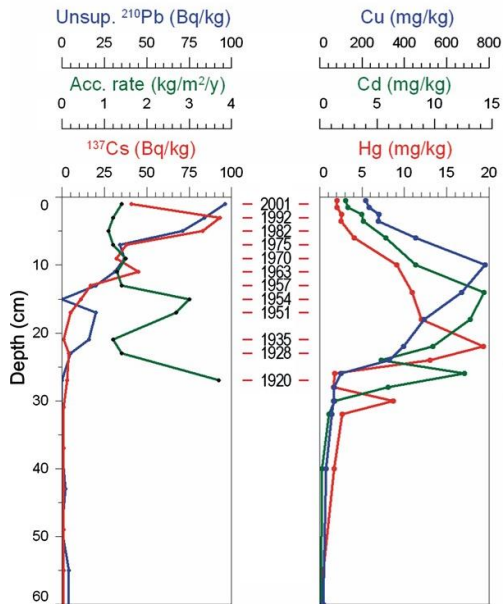 Unsup. ²¹⁰Pb (Bq/kg)
0 25 50 75 100
Acc. rate (kg/m²/y)
0 1 2 3 4
¹³⁷Cs (Bq/kg)
0 25 50 75 100
Cu (mg/kg)
0 200 400 600 800
Cd (mg/kg)
0 5 10 15
Hg (mg/kg)
0 5 10 15 20
Depth (cm)
0
10
20
30
40
50
60
2001
1992
1982
1975
1970
1963
1957
1954
1951
1935
1928
1920